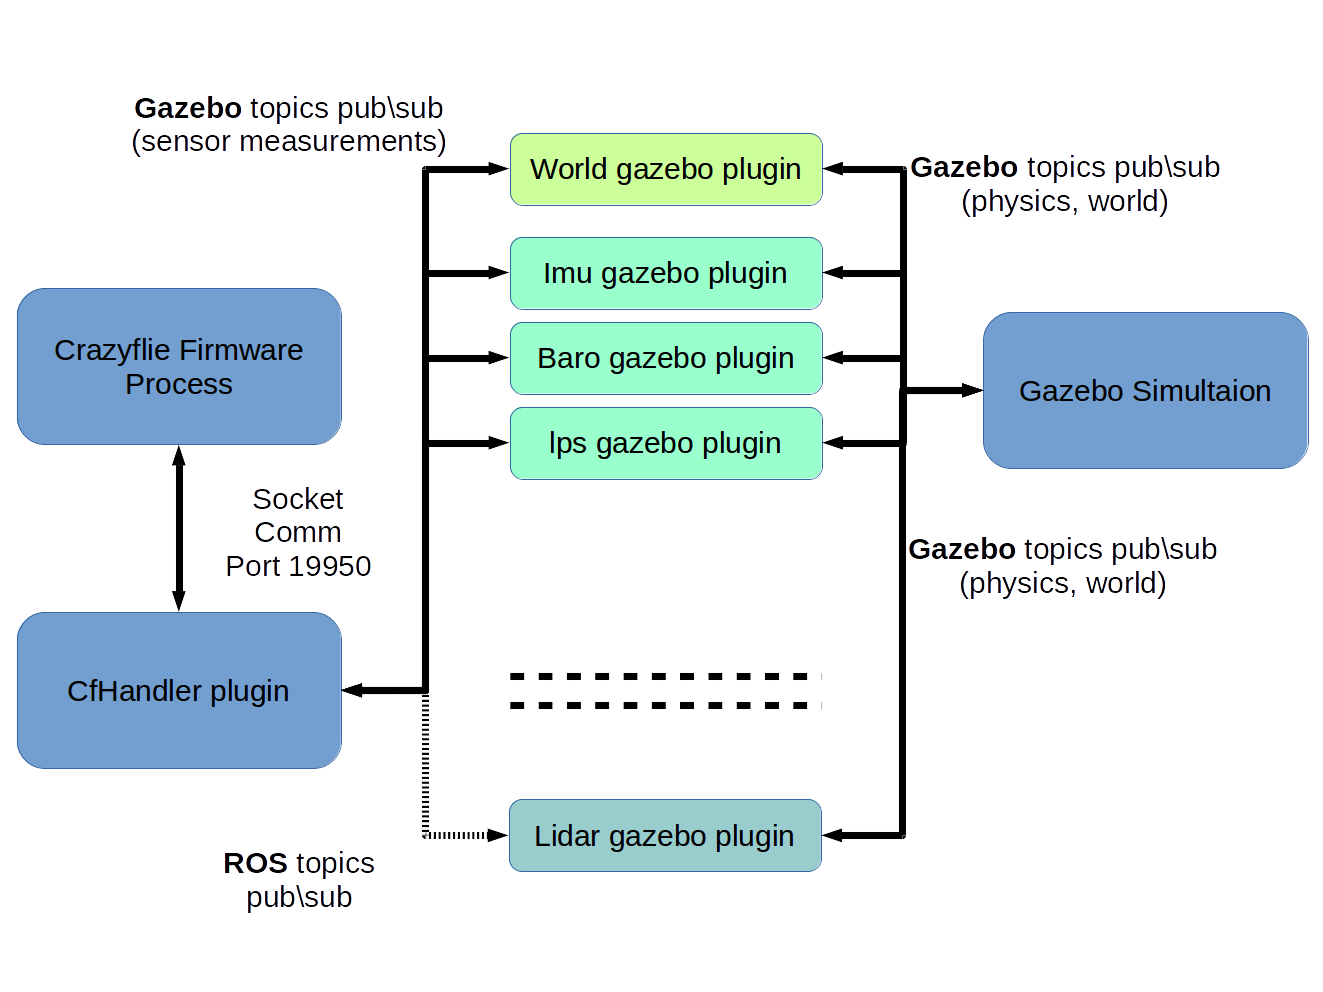 Gazebo topics pub\sub
(sensor measurements)
World gazebo plugin
Gazebo topics pub\sub
(physics, world)
Imu gazebo plugin
Crazyflie Firmware
Process
Baro gazebo plugin
Gazebo Simultaion
lps gazebo plugin
Socket
Comm
Port 19950
Gazebo topics pub\sub
(physics, world)
CfHandler plugin
Lidar gazebo plugin
ROS topics
pub\sub